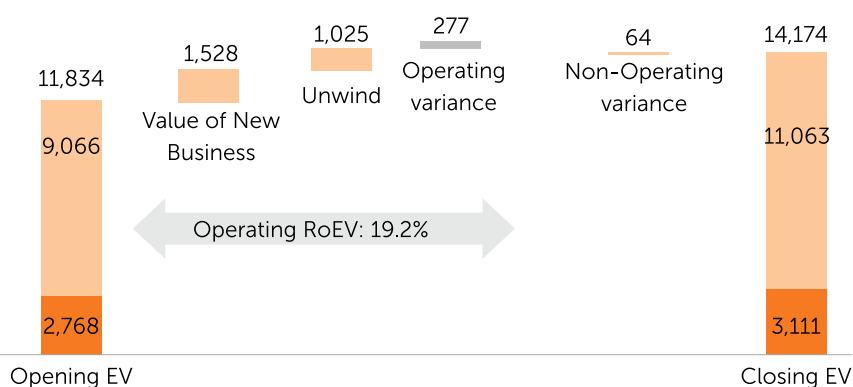 14,174
277
64
1,025
1,528
11,834
Operating
variance
Non-Operating
variance
Unwind
Value of New
Business
9,066
11,063
Operating RoEV: 19.2%
2,768
3,111
Opening EV
Closing EV